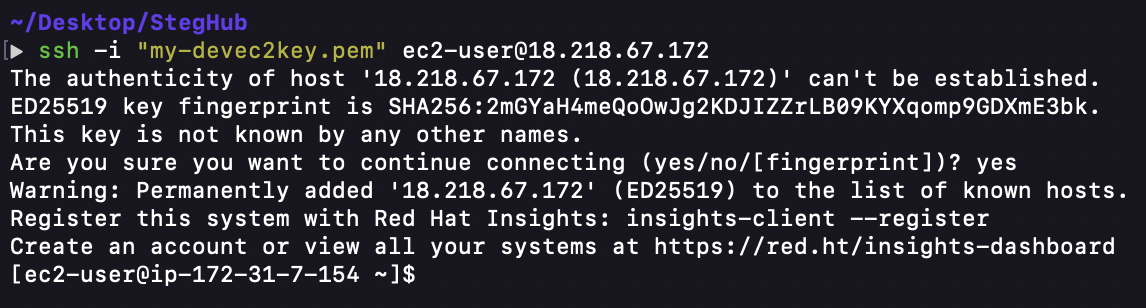 ~/Desktop/StegHub
▶ ssh -i "my-devec2key.pem" ec2-user@18.218.67.172
The authenticity of host '18.218.67.172 (18.218.67.172)' can't be established.
ED25519 key fingerprint is SHA256:2mGYaH4meQoOwJg2KDJIZZrLB09KYXqomp9GDXmE3bk.
This key is not known by any other names.
Are you sure you want to continue connecting (yes/no/[fingerprint])? yes
Warning: Permanently added '18.218.67.172' (ED25519) to the list of known hosts.
Register this system with Red Hat Insights: insights-client --register
Create an account or view all your systems at https://red.ht/insights-dashboard
[ec2-user@ip-172-31-7-154 ~]$